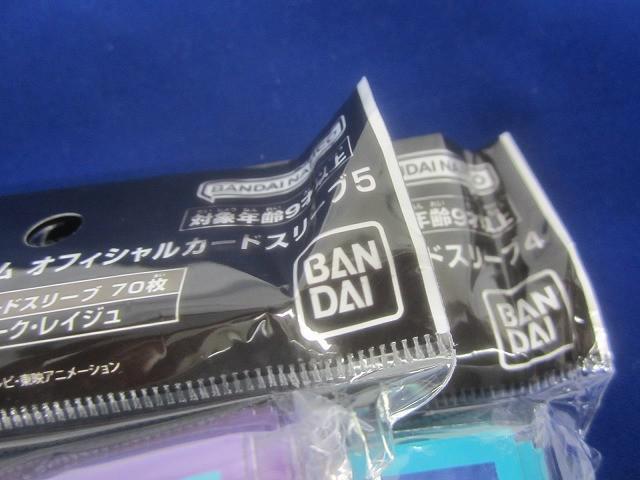 BANDAI NAMCO
対象年齢9才以上
ム オフィシャルカードスリーブ5
ードスリーブ 70枚
ーク・レイジュ
レビ・東映アニメーション
BAN
DAI
BANDAI NAMCO
年齢9才以上
ードスリーブ4
BAN
DAI